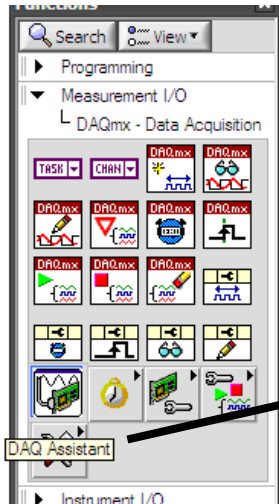 Functions
Search View
Programming
Measurement I/O
DAQmx - Data Acquisition
TASK CHAN DAQmx DAQmx
DAQmx DAQmx DAQmx DAQmx
DAQmx DAQmx DAQmx
DAQ Assistant
Instrument I/O